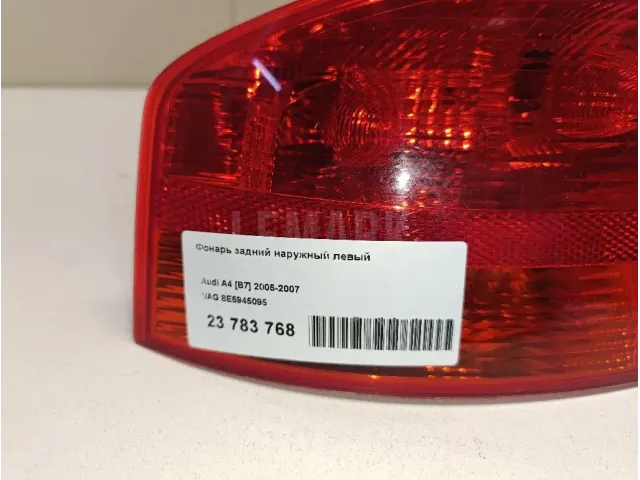 LEMARK
Фонарь задний наружный левый
Audi A4 [B7] 2005-2007
VAG 8E5945095
23 783 768